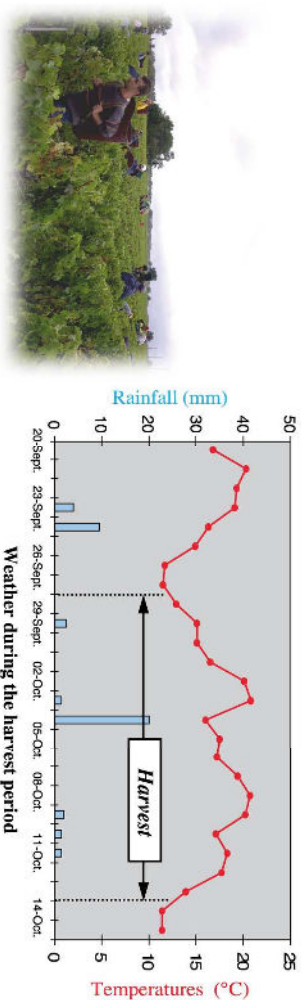 Rainfall (mm)
0 10 20 30 40 50
20-Sept.
23-Sept.
26-Sept.
29-Sept.
02-Oct.
05-Oct.
08-Oct.
11-Oct.
14-Oct.
Harvest
0 5 10 15 20 25
Temperatures (°C)
Weather during the harvest period